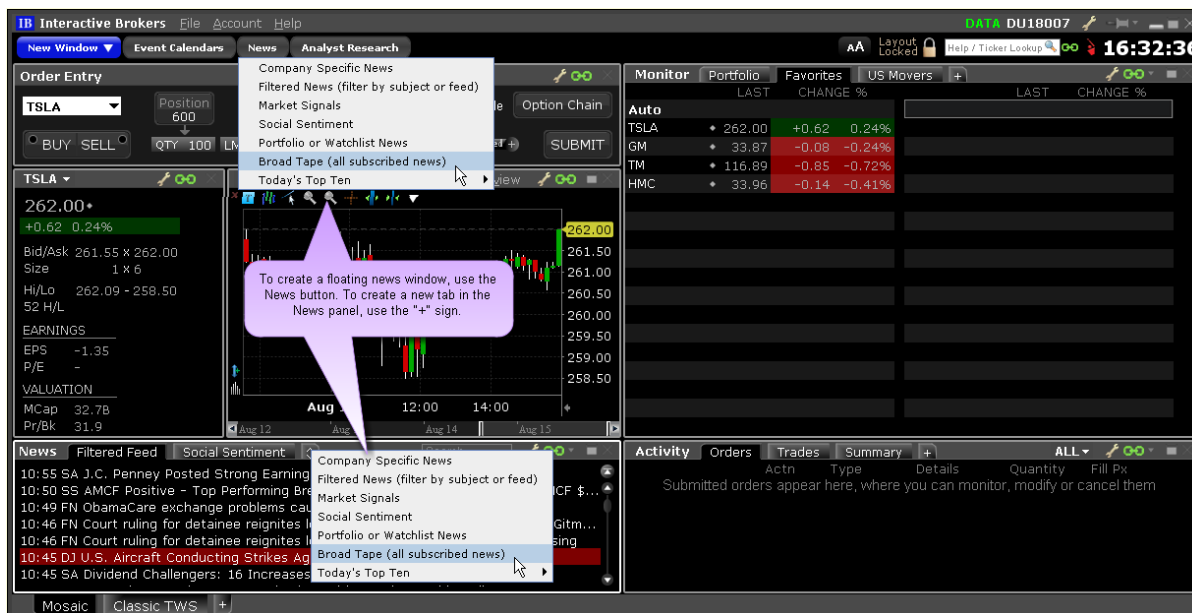 IB Interactive Brokers File Account Help DATA DU18007
New Window ▼ Event Calendars News Analyst Research AA Layout Locked Help / Ticker Lookup 16:32:36
Order Entry
TSLA
Position
600
Option Chain
BUY SELL QTY 100 SUBMIT
Company Specific News
Filtered News (filter by subject or feed)
Market Signals
Social Sentiment
Portfolio or Watchlist News
Broad Tape (all subscribed news)
Today's Top Ten
TSLA
262.00
+0.62 0.24%
Bid/Ask 261.55 x 262.00
Size 1 x 6
Hi/Lo 262.09 - 258.50
52 H/L
EARNINGS
EPS -1.35
P/E -
VALUATION
MCap 32.7B
Pr/Bk 31.9
To create a floating news window, use the
News button. To create a new tab in the
News panel, use the "+" sign.
262.00
261.50
261.00
260.50
260.00
259.50
259.00
258.50
Aug 12:00 14:00
Aug 12 Aug Aug 14 Aug 15
Monitor Portfolio Favorites US Movers +
LAST CHANGE % LAST CHANGE %
Auto
TSLA 262.00 +0.62 0.24%
GM 33.87 -0.08 -0.24%
TM 116.89 -0.85 -0.72%
HMC 33.96 -0.14 -0.41%
News Filtered Feed Social Sentiment
10:55 SA J.C. Penney Posted Strong Earning
10:50 SS AMCF Positive - Top Performing Bre MCF $...
10:49 FN ObamaCare exchange problems cau
10:46 FN Court ruling for detainee reignites Gitm...
10:46 FN Court ruling for detainee reignites sing
10:45 DJ U.S. Aircraft Conducting Strikes Ag
10:45 SA Dividend Challengers: 16 Increases
Company Specific News
Filtered News (filter by subject or feed)
Market Signals
Social Sentiment
Portfolio or Watchlist News
Broad Tape (all subscribed news)
Today's Top Ten
Activity Orders Trades Summary + ALL
Actn Type Details Quantity Fill Px
Submitted orders appear here, where you can monitor, modify or cancel them
Mosaic Classic TWS +